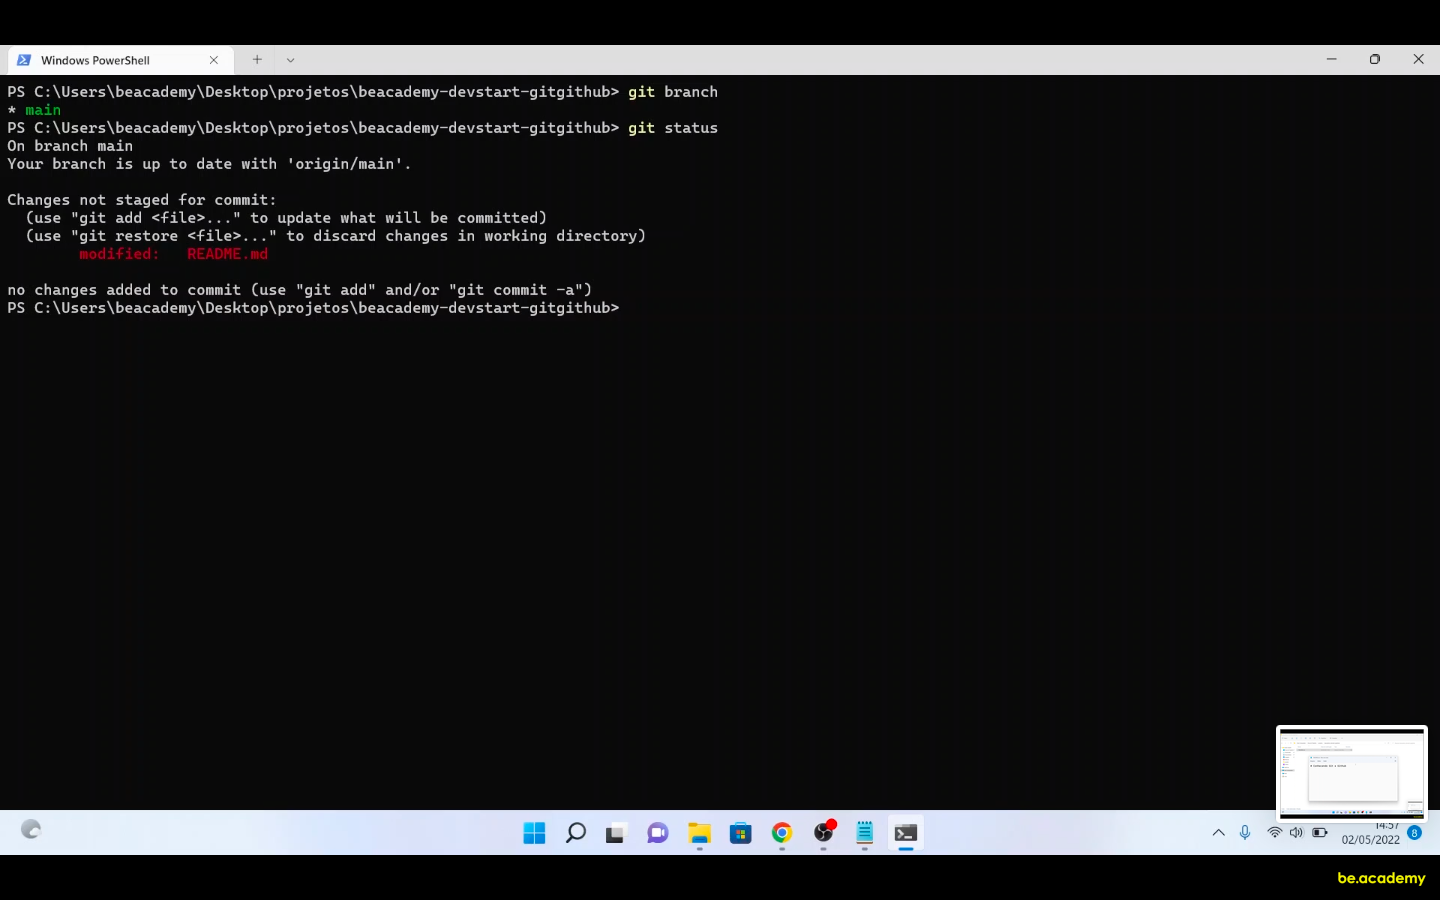 Windows PowerShell
PS C:\Users\beacademy\Desktop\projetos\beacademy-devstart-gitgithub> git branch
* main
PS C:\Users\beacademy\Desktop\projetos\beacademy-devstart-gitgithub> git status
On branch main
Your branch is up to date with 'origin/main'.
Changes not staged for commit:
(use "git add <file>..." to update what will be committed)
(use "git restore <file>..." to discard changes in working directory)
modified:   README.md
no changes added to commit (use "git add" and/or "git commit -a")
PS C:\Users\beacademy\Desktop\projetos\beacademy-devstart-gitgithub>
14:57
02/05/2022
8
be.academy